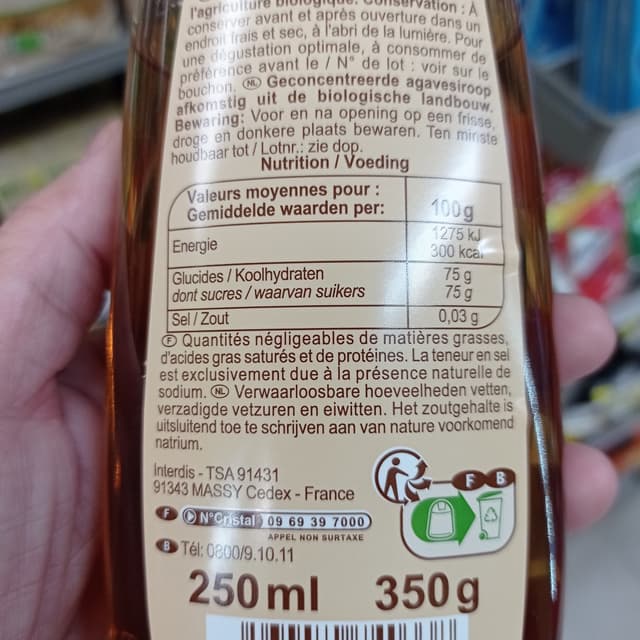 l'agriculture biologique. Conservation : À
conserver avant et après ouverture dans un
endroit frais et sec, à l'abri de la lumière. Pour
une dégustation optimale, à consommer de
préférence avant le / N° de lot : voir sur le
bouchon. NL Geconcentreerde agavesiroop
afkomstig uit de biologische landbouw.
Bewaring: Voor en na opening op een frisse,
droge en donkere plaats bewaren. Ten minste
houdbaar tot / Lotnr.: zie dop.
Nutrition / Voeding
Valeurs moyennes pour :
Gemiddelde waarden per: 100 g
Energie 1275 kJ
300 kcal
Glucides / Koolhydraten 75 g
dont sucres / waarvan suikers 75 g
Sel / Zout 0,03 g
F Quantités négligeables de matières grasses,
d'acides gras saturés et de protéines. La teneur en sel
est exclusivement due à la présence naturelle de
sodium. NL Verwaarloosbare hoeveelheden vetten,
verzadigde vetzuren en eiwitten. Het zoutgehalte is
uitsluitend toe te schrijven aan van nature voorkomend
natrium.
Interdis - TSA 91431
91343 MASSY Cedex - France
F N°Cristal 09 69 39 7000
APPEL NON SURTAXE
B Tél: 0800/9.10.11
F B
250 ml 350 g